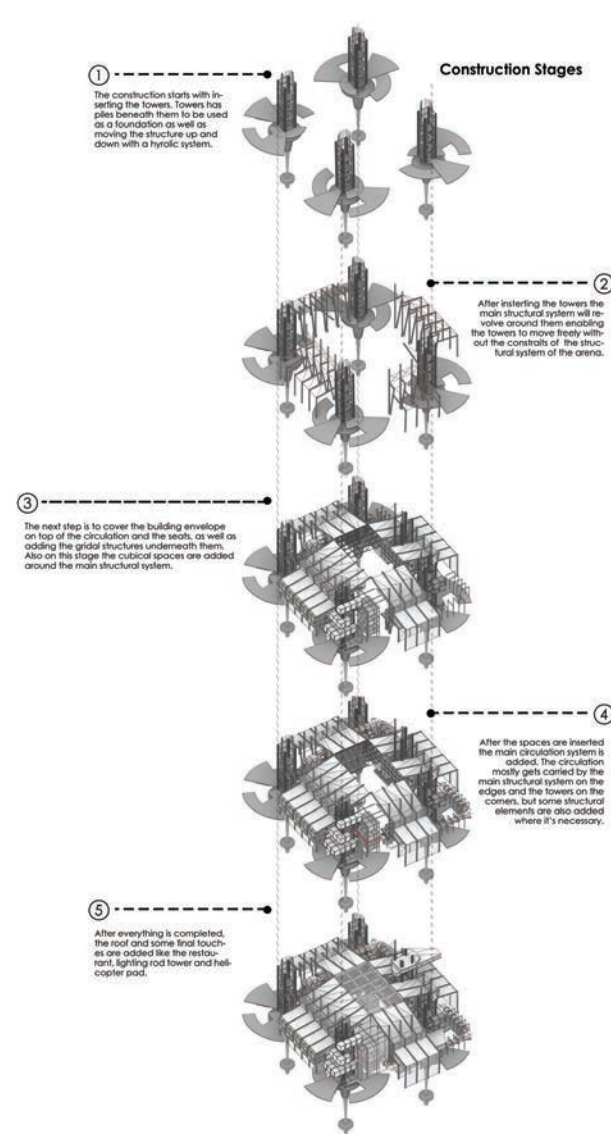 Construction Stages
1
The construction starts with in-
serting the towers. Towers has
piles beneath them to be used
as a foundation as well as
moving the structure up and
down with a hyrolic system.
2
After insterting the towers the
main structural system will re-
volve around them enabling
the towers to move freely with-
out the constraits of the struc-
tural system of the arena.
3
The next step is to cover the building envelope
on top of the circulation and the seats, as well as
adding the gridal structures underneath them.
Also on this stage the cubical spaces are added
around the main structural system.
4
After the spaces are inserted
the main circulation system is
added. The circulation
mostly gets carried by the
main structural system on the
edges and the towers on the
corners, but some structural
elements are also added
where it's necessary.
5
After everything is completed,
the roof and some final touch-
es are added like the restau-
rant, lighting rod tower and heli-
copter pad.